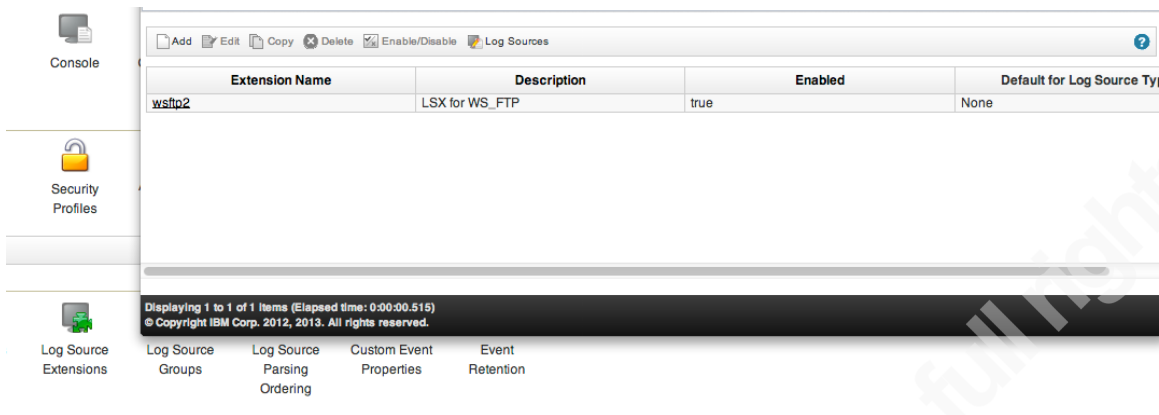 Add Edit Copy Delete Enable/Disable Log Sources
Console
Extension Name Description Enabled Default for Log Source Typ
wsftp2 LSX for WS_FTP true None
Security
Profiles
Displaying 1 to 1 of 1 items (Elapsed time: 0:00:00.515)
© Copyright IBM Corp. 2012, 2013. All rights reserved.
Log Source
Extensions
Log Source
Groups
Log Source
Parsing
Ordering
Custom Event
Properties
Event
Retention
full right